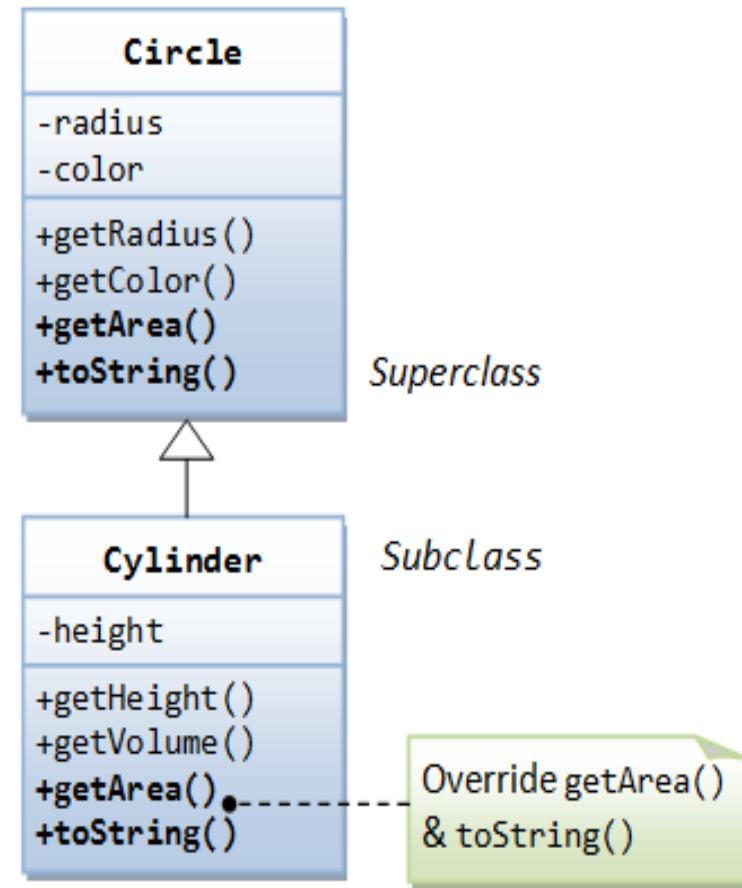 Circle
-radius
-color
+getRadius()
+getColor()
+getArea()
+toString()
Superclass
Cylinder
Subclass
-height
+getHeight()
+getVolume()
+getArea()
+toString()
Override getArea()
& toString()